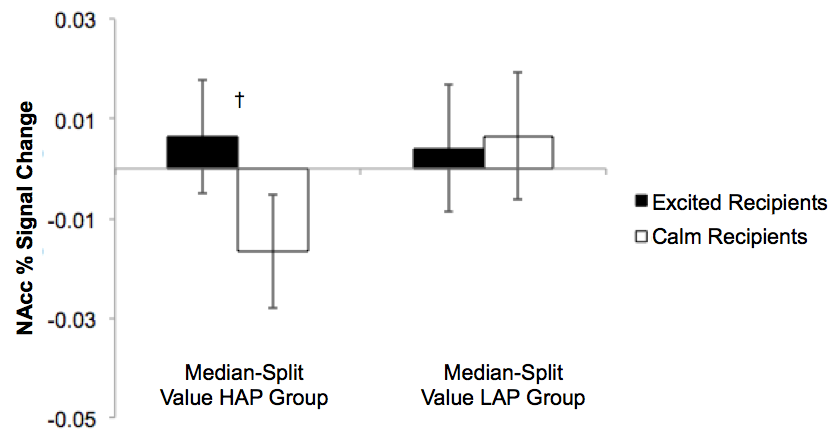 0.03
0.01
-0.01
-0.03
-0.05
NAcc % Signal Change
†
Excited Recipients
Calm Recipients
Median-Split
Value HAP Group
Median-Split
Value LAP Group